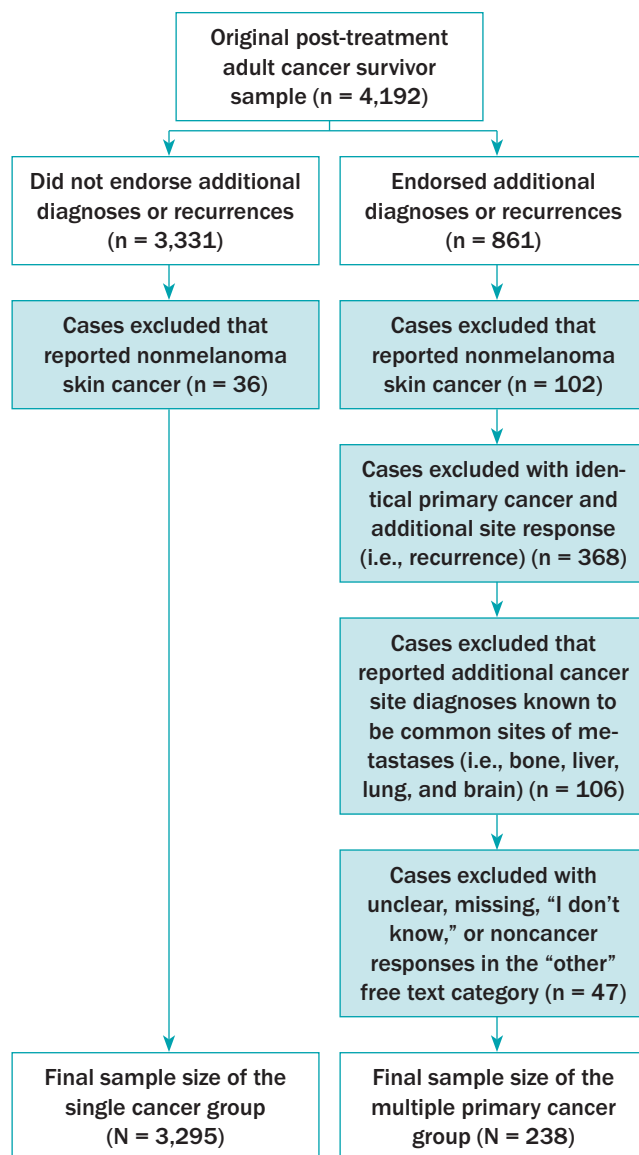 Original post-treatment
adult cancer survivor
sample (n = 4,192)
Did not endorse additional
diagnoses or recurrences
(n = 3,331)
Endorsed additional
diagnoses or recurrences
(n = 861)
Cases excluded that
reported nonmelanoma
skin cancer (n = 36)
Cases excluded that
reported nonmelanoma
skin cancer (n = 102)
Cases excluded with iden-
tical primary cancer and
additional site response
(i.e., recurrence) (n = 368)
Cases excluded that
reported additional cancer
site diagnoses known to
be common sites of me-
tastases (i.e., bone, liver,
lung, and brain) (n = 106)
Cases excluded with
unclear, missing, “I don’t
know,” or noncancer
responses in the “other”
free text category (n = 47)
Final sample size of the
single cancer group
(N = 3,295)
Final sample size of the
multiple primary cancer
group (N = 238)